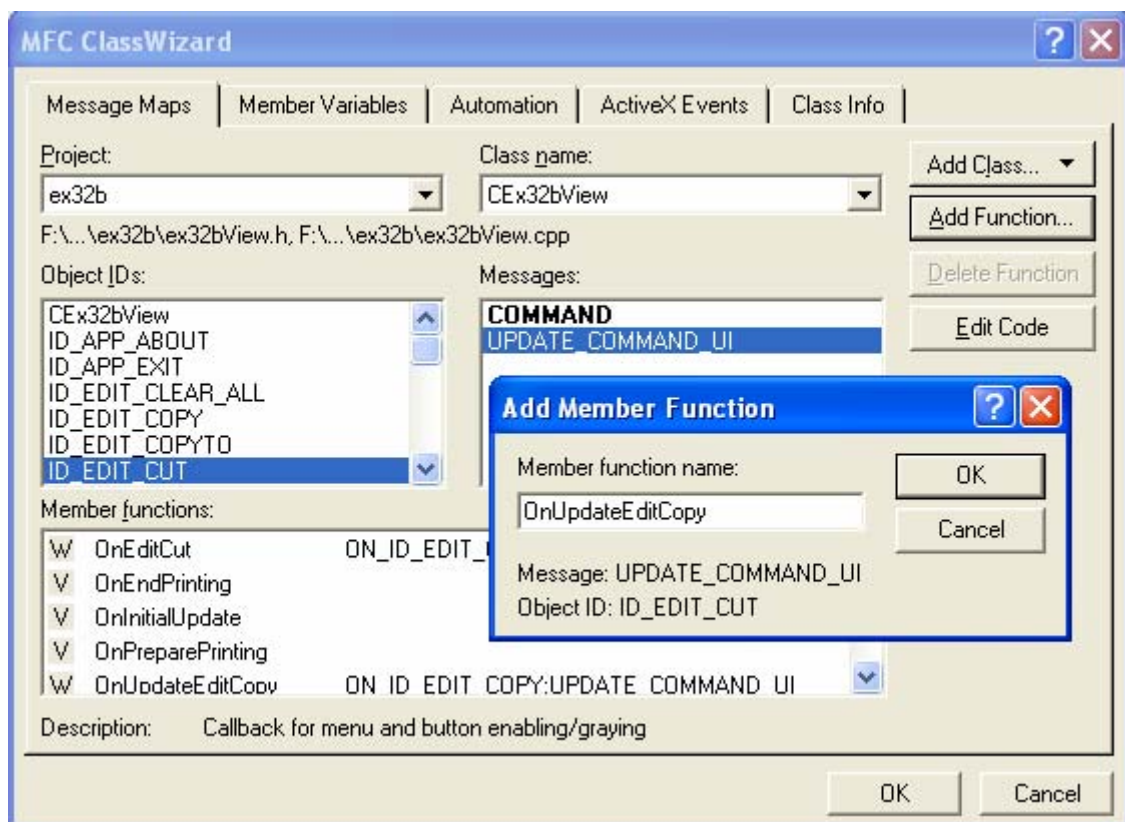 MFC ClassWizard
Message Maps Member Variables Automation ActiveX Events Class Info
Project: Class name:
ex32b CEx32bView
Add Class...
Add Function...
Delete Function
Edit Code
F:\...\ex32b\ex32bView.h, F:\...\ex32b\ex32bView.cpp
Object IDs:
CEx32bView
ID_APP_ABOUT
ID_APP_EXIT
ID_EDIT_CLEAR_ALL
ID_EDIT_COPY
ID_EDIT_COPYTO
ID_EDIT_CUT
Messages:
COMMAND
UPDATE_COMMAND_UI
Add Member Function
Member function name:
OnUpdateEditCopy
OK
Cancel
Message: UPDATE_COMMAND_UI
Object ID: ID_EDIT_CUT
Member functions:
W OnEditCut ON_ID_EDIT_
V OnEndPrinting
V OnInitialUpdate
V OnPreparePrinting
W OnUpdateEditCopy ON_ID_EDIT_COPY:UPDATE_COMMAND_UI
Description: Callback for menu and button enabling/graying
OK Cancel